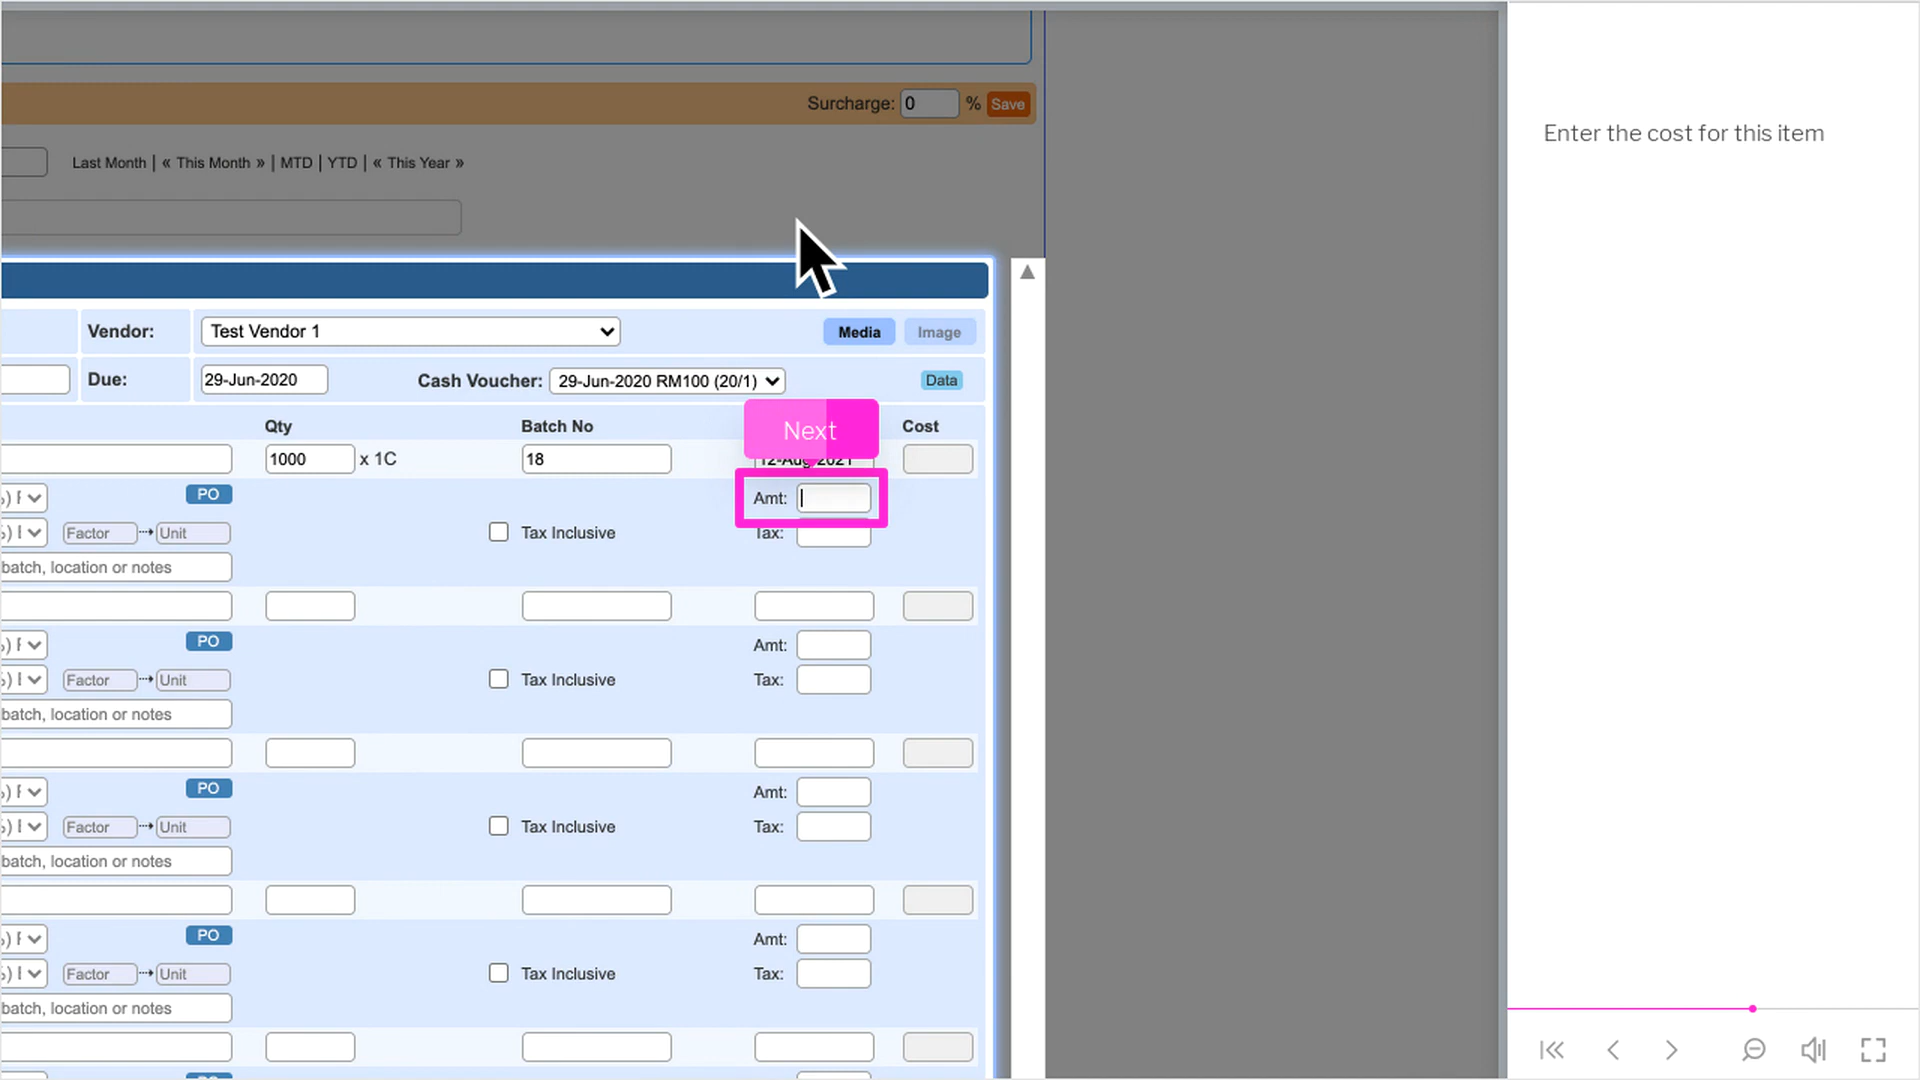 Surcharge: 0 % Save
Enter the cost for this item
Last Month | « This Month » | MTD | YTD | « This Year »
Vendor: Test Vendor 1 Media Image
Due: 29-Jun-2020 Cash Voucher: 29-Jun-2020 RM100 (20/1) Data
Qty Batch No Next Cost
1000 x 1C 18 12-Aug-2021
PO Amt:
Factor Unit Tax Inclusive Tax:
batch, location or notes
PO Amt:
Factor Unit Tax Inclusive Tax:
batch, location or notes
PO Amt:
Factor Unit Tax Inclusive Tax:
batch, location or notes
PO Amt:
Factor Unit Tax Inclusive Tax:
batch, location or notes